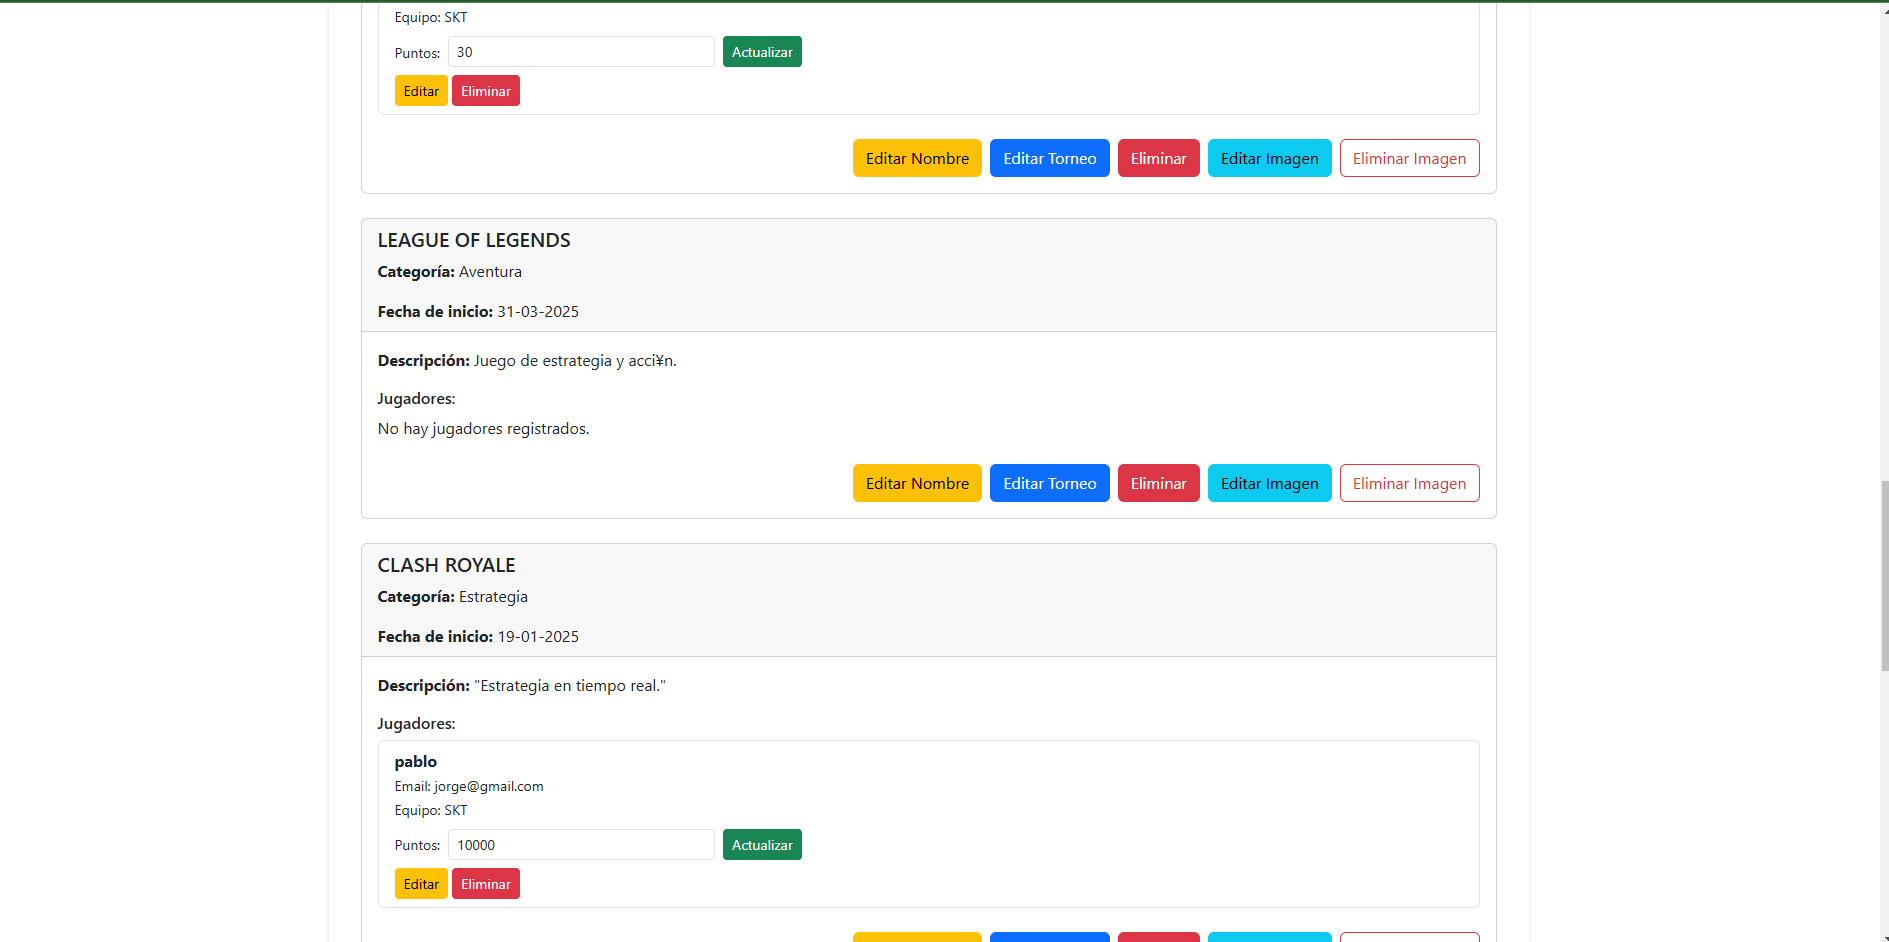 Equipo: SKT
Puntos: 30 Actualizar
Editar Eliminar
Editar Nombre Editar Torneo Eliminar Editar Imagen Eliminar Imagen
LEAGUE OF LEGENDS
Categoría: Aventura
Fecha de inicio: 31-03-2025
Descripción: Juego de estrategia y acci¥n.
Jugadores:
No hay jugadores registrados.
Editar Nombre Editar Torneo Eliminar Editar Imagen Eliminar Imagen
CLASH ROYALE
Categoría: Estrategia
Fecha de inicio: 19-01-2025
Descripción: "Estrategia en tiempo real."
Jugadores:
pablo
Email: jorge@gmail.com
Equipo: SKT
Puntos: 10000 Actualizar
Editar Eliminar